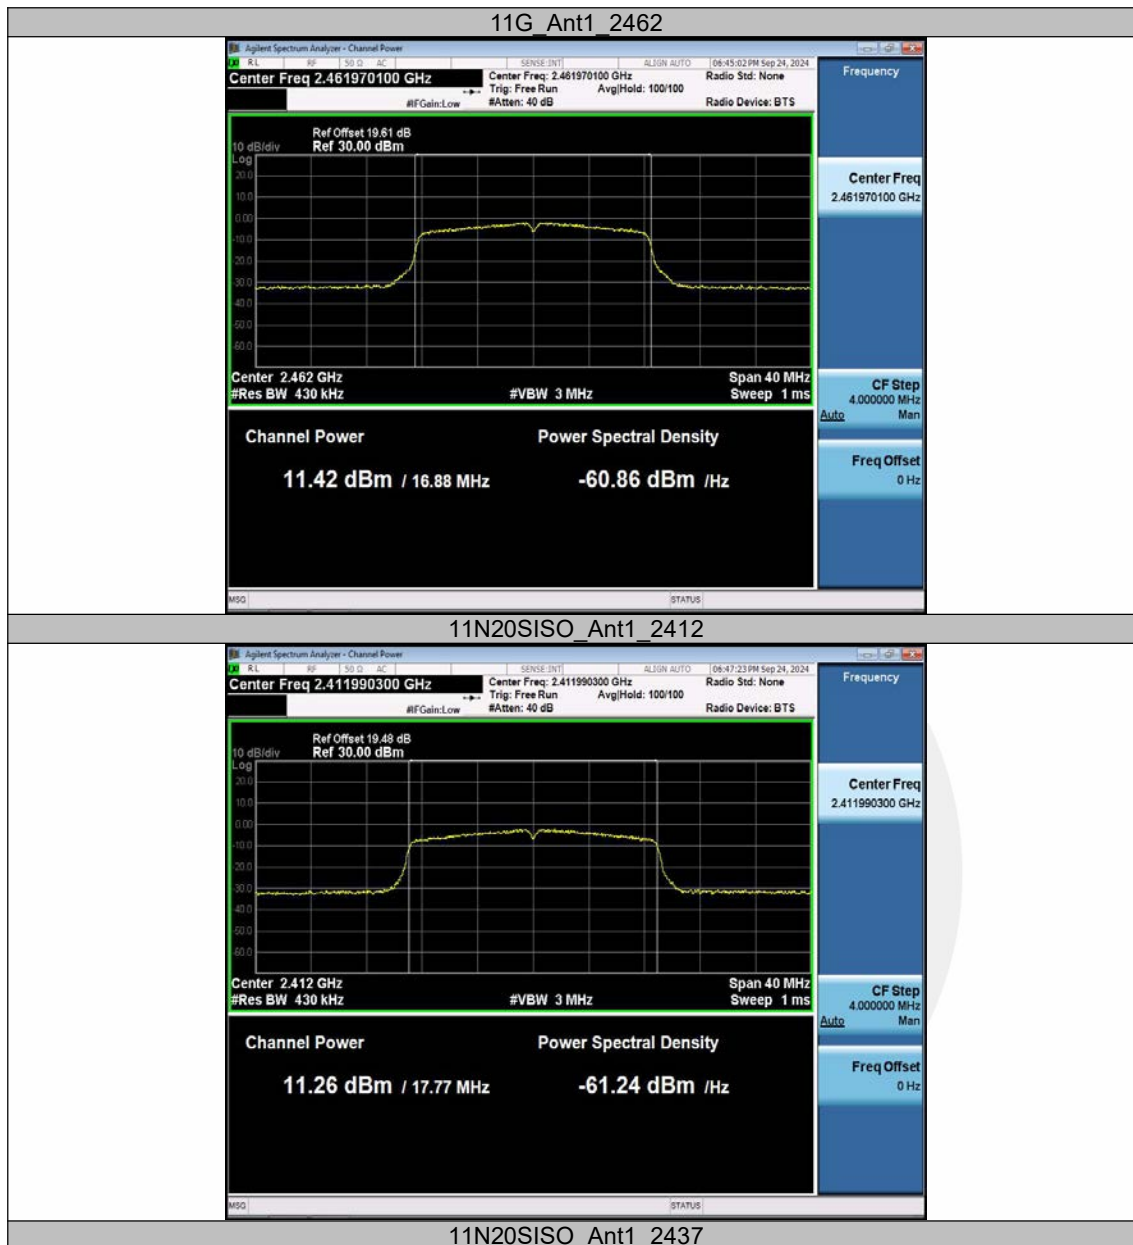 11G_Ant1_2462
Agilent Spectrum Analyzer - Channel Power
RL RF 50 Ω AC SENSE:INT ALIGN AUTO 06:45:02 PM Sep 24, 2024
Center Freq 2.461970100 GHz
Center Freq: 2.461970100 GHz
Radio Std: None
Trig: Free Run Avg|Hold: 100/100
#IFGain:Low
#Atten: 40 dB
Radio Device: BTS
Frequency
Ref Offset 19.61 dB
10 dB/div Ref 30.00 dBm
Log
20.0
10.0
0.00
-10.0
-20.0
-30.0
-40.0
-50.0
-60.0
Center 2.462 GHz Span 40 MHz
#Res BW 430 kHz #VBW 3 MHz Sweep 1 ms
Center Freq
2.461970100 GHz
CF Step
4.000000 MHz
Auto Man
Freq Offset
0 Hz
Channel Power Power Spectral Density
11.42 dBm / 16.88 MHz -60.86 dBm /Hz
MSG STATUS
11N20SISO_Ant1_2412
Agilent Spectrum Analyzer - Channel Power
RL RF 50 Ω AC SENSE:INT ALIGN AUTO 06:47:23 PM Sep 24, 2024
Center Freq 2.411990300 GHz
Center Freq: 2.411990300 GHz
Radio Std: None
Trig: Free Run Avg|Hold: 100/100
#IFGain:Low
#Atten: 40 dB
Radio Device: BTS
Frequency
Ref Offset 19.48 dB
10 dB/div Ref 30.00 dBm
Log
20.0
10.0
0.00
-10.0
-20.0
-30.0
-40.0
-50.0
-60.0
Center 2.412 GHz Span 40 MHz
#Res BW 430 kHz #VBW 3 MHz Sweep 1 ms
Center Freq
2.411990300 GHz
CF Step
4.000000 MHz
Auto Man
Freq Offset
0 Hz
Channel Power Power Spectral Density
11.26 dBm / 17.77 MHz -61.24 dBm /Hz
MSG STATUS
11N20SISO_Ant1_2437